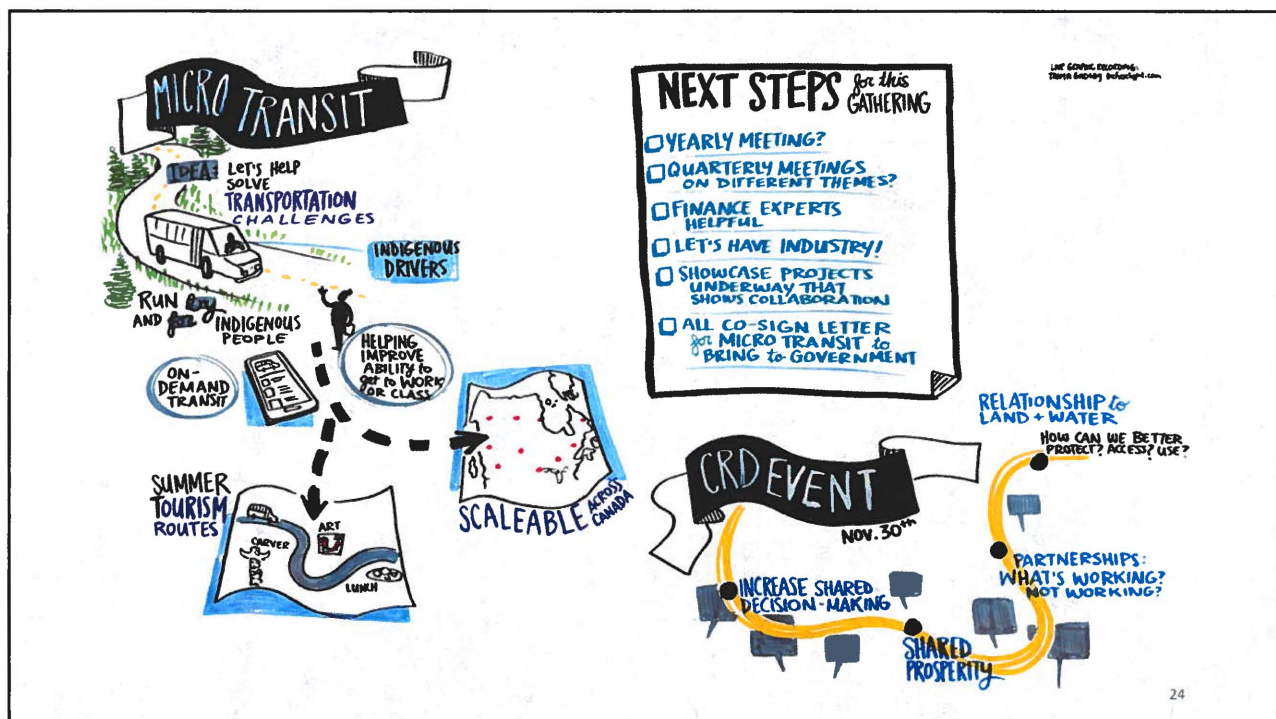 MICRO TRANSIT
IDEA: LET'S HELP
SOLVE
TRANSPORTATION
CHALLENGES
INDIGENOUS
DRIVERS
RUN by
AND for INDIGENOUS
PEOPLE
ON-
DEMAND
TRANSIT
HELPING
IMPROVE
ABILITY to
get to WORK
OR CLASS
SUMMER
TOURISM
ROUTES
CARVER
ART
LUNCH
SCALEABLE ACROSS
CANADA
NEXT STEPS for this
GATHERING
YEARLY MEETING?
QUARTERLY MEETINGS
ON DIFFERENT THEMES?
FINANCE EXPERTS
HELPFUL
LET'S HAVE INDUSTRY!
SHOWCASE PROJECTS
UNDERWAY THAT
SHOWS COLLABORATION
ALL CO-SIGN LETTER
for MICRO TRANSIT to
BRING to GOVERNMENT
LIVE GRAPHIC RECORDING:
CRD EVENT
NOV. 30th
INCREASE SHARED
DECISION-MAKING
SHARED
PROSPERITY
PARTNERSHIPS:
WHAT'S WORKING?
NOT WORKING?
RELATIONSHIP to
LAND + WATER
HOW CAN WE BETTER
PROTECT? ACCESS? USE?
24